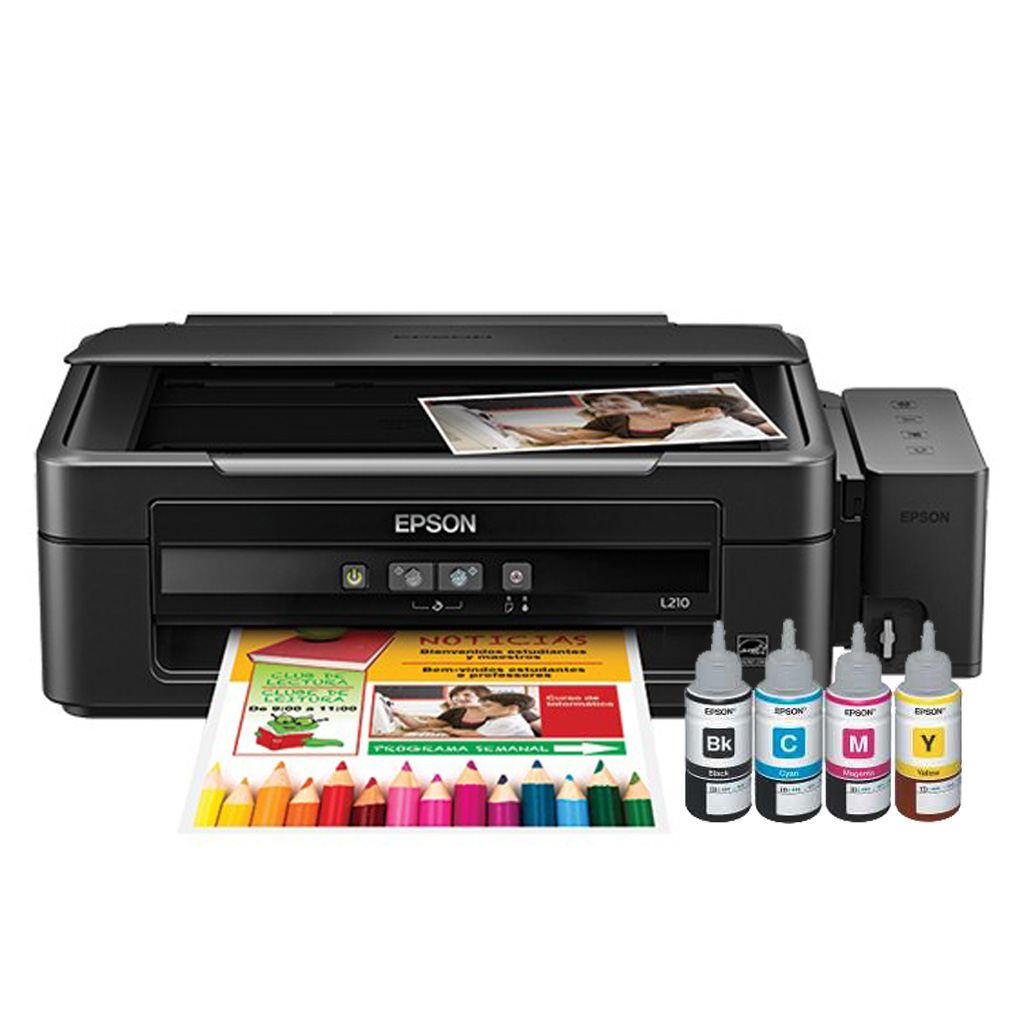 EPSON
EPSON
EPSON
L210
NOTICIAS
Bienvenidos estudiantes
y maestros
Bem-vindos estudantes
e professores
CLUB DE
LECTURA
CLUBE DE
LEITURA
De 9:00 a 11:00
Curso de
Informática
PROGRAMA SEMANAL
EPSON
Bk
Black
EPSON
C
Cyan
EPSON
M
Magenta
EPSON
Y
Yellow